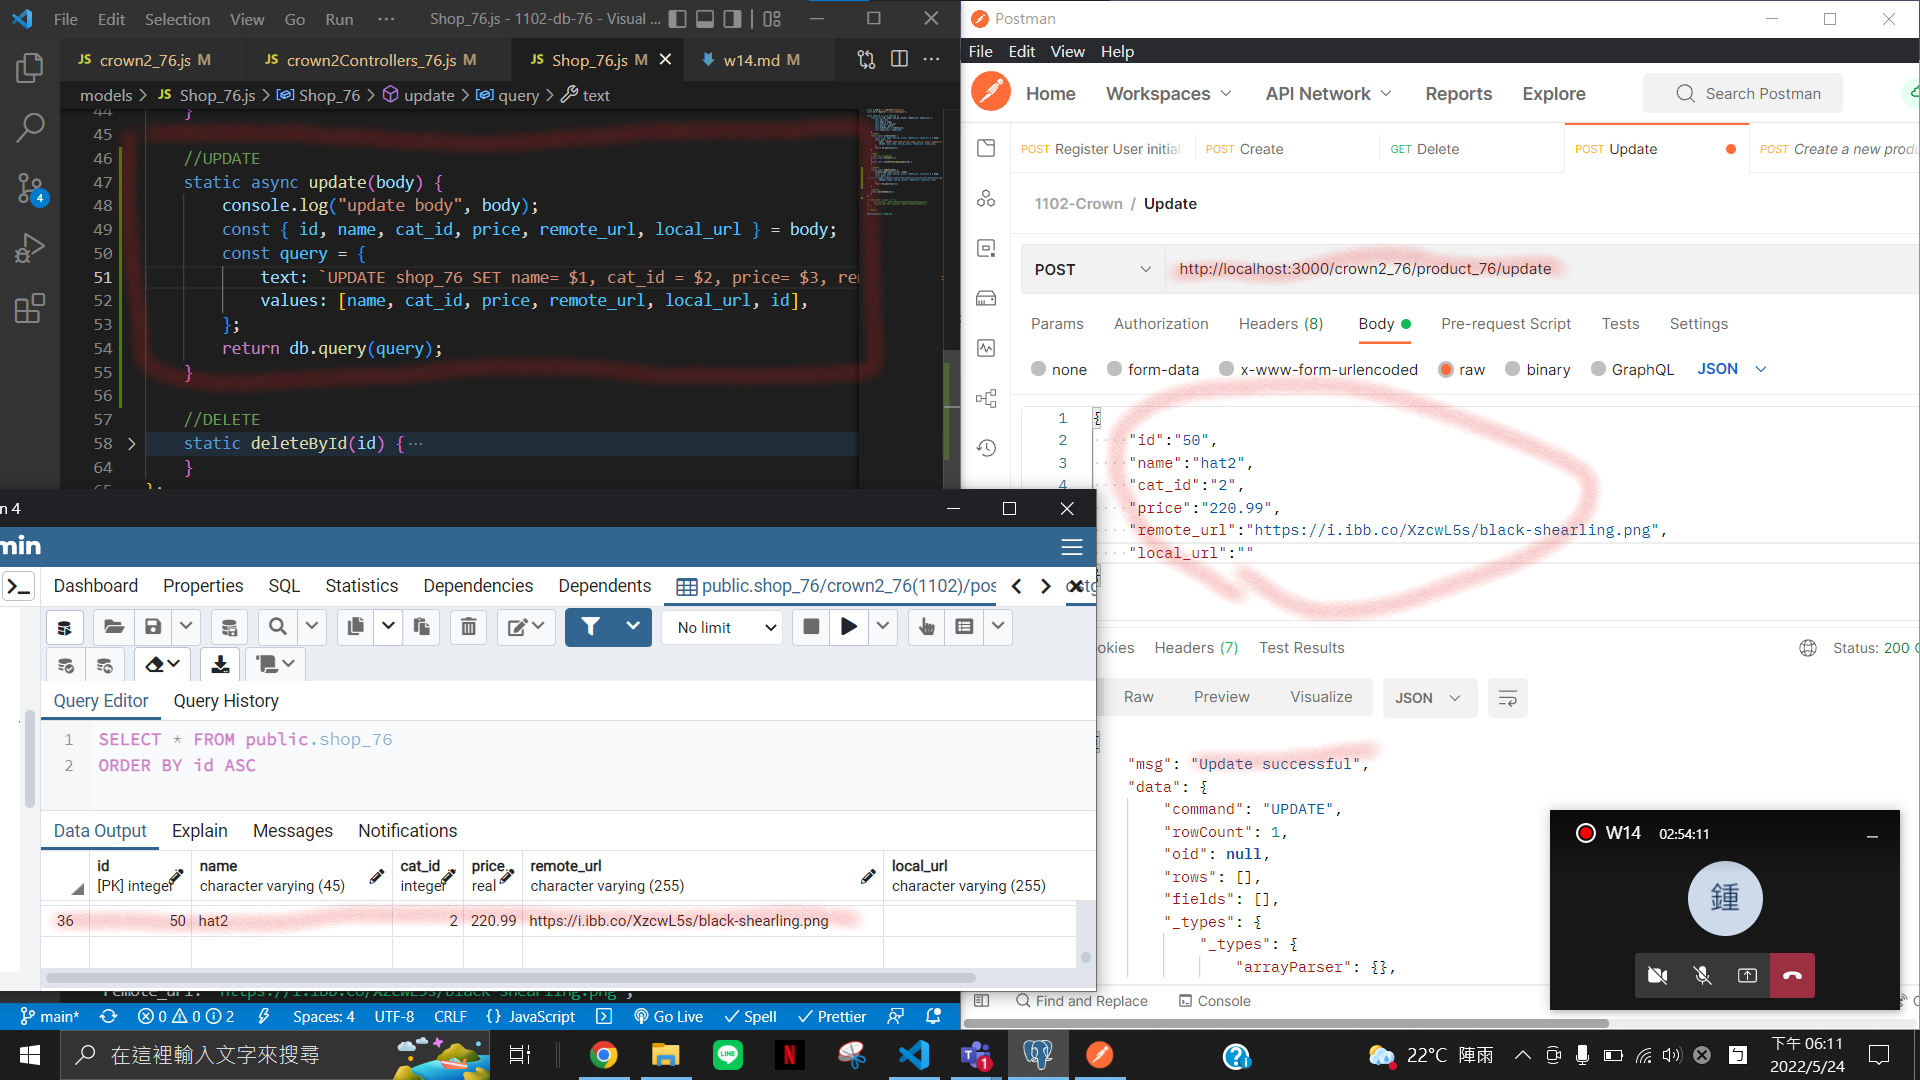 File Edit Selection View Go Run ··· Shop_76.js - 1102-db-76 - Visual ...
JS crown2_76.js M JS crown2Controllers_76.js M JS Shop_76.js M w14.md M
models > JS Shop_76.js > Shop_76 > update > query > text
44 }
45
46 //UPDATE
47 static async update(body) {
48 console.log("update body", body);
49 const { id, name, cat_id, price, remote_url, local_url } = body;
50 const query = {
51 text: `UPDATE shop_76 SET name= $1, cat_id = $2, price= $3, re
52 values: [name, cat_id, price, remote_url, local_url, id],
53 };
54 return db.query(query);
55 }
56
57 //DELETE
58 static deleteById(id) { ···
64 }
4
n 4
min
Dashboard Properties SQL Statistics Dependencies Dependents public.shop_76/crown2_76(1102)/pos
No limit
Query Editor Query History
1 SELECT * FROM public.shop_76
2 ORDER BY id ASC
Data Output Explain Messages Notifications
id name cat_id price remote_url local_url
[PK] integer character varying (45) integer real character varying (255) character varying (255)
36 50 hat2 2 220.99 https://i.ibb.co/XzcwL5s/black-shearling.png
remote_url: 'https://i.ibb.co/XzcwL5s/black-shearling.png',
main* 0 0 2 Spaces: 4 UTF-8 CRLF {} JavaScript Go Live Spell Prettier
Postman
File Edit View Help
Home Workspaces API Network Reports Explore Search Postman
POST Register User initial POST Create GET Delete POST Update POST Create a new produ
1102-Crown / Update
POST http://localhost:3000/crown2_76/product_76/update
Params Authorization Headers (8) Body Pre-request Script Tests Settings
none form-data x-www-form-urlencoded raw binary GraphQL JSON
1 {
2 "id":"50",
3 "name":"hat2",
4 "cat_id":"2",
"price":"220.99",
"remote_url":"https://i.ibb.co/XzcwL5s/black-shearling.png",
"local_url":""
}
okies Headers (7) Test Results Status: 200
Raw Preview Visualize JSON
"msg": "Update successful",
"data": {
"command": "UPDATE",
"rowCount": 1,
"oid": null,
"rows": [],
"fields": [],
"_types": {
"_types": {
"arrayParser": {},
Find and Replace Console
W14 02:54:11
鍾
在這裡輸入文字來搜尋
LINE N 1
22°C 陣雨
下午 06:11
2022/5/24